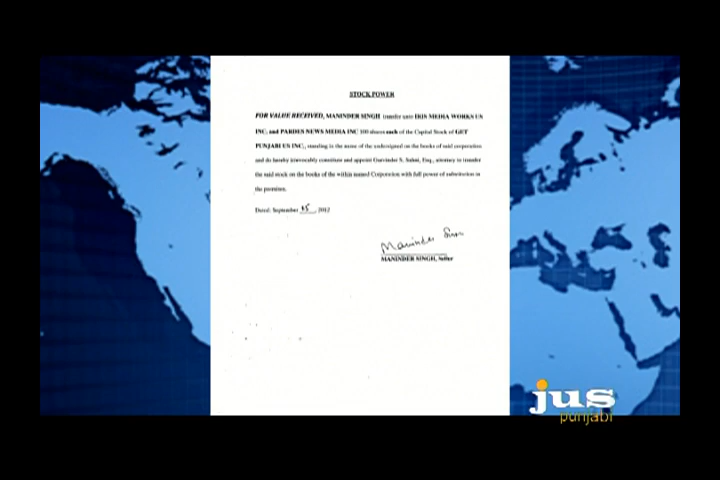 STOCK POWER
FOR VALUE RECEIVED, MANINDER SINGH transfer unto IRIS MEDIA WORKS US
INC, and PARDES NEWS MEDIA INC 100 shares each of the Capital Stock of GET
PUNJABI US INC., standing in the name of the undersigned on the books of said corporation
and do hereby irrevocably constitute and appoint Gurvinder S. Esq., attorney to transfer
the said stock on the books of the within named Corporation with full power of substitution in
the premises.
Dated: September 2012
Maninder Singh
MANINDER SINGH, Seller
jus
punjabi